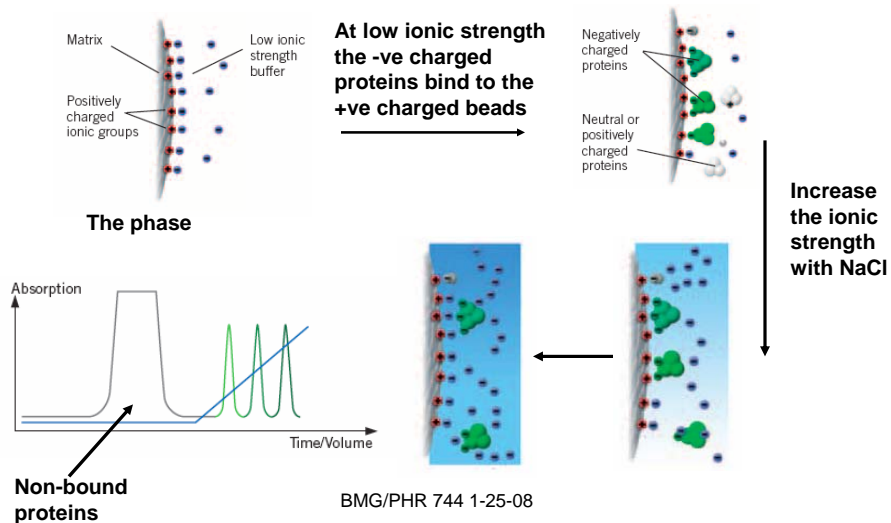 Matrix
Low ionic
strength
buffer
Positively
charged
ionic groups
The phase
At low ionic strength
the -ve charged
proteins bind to the
+ve charged beads
Negatively
charged
proteins
Neutral or
positively
charged
proteins
Increase
the ionic
strength
with NaCl
Absorption
Time/Volume
Non-bound
proteins
BMG/PHR 744 1-25-08